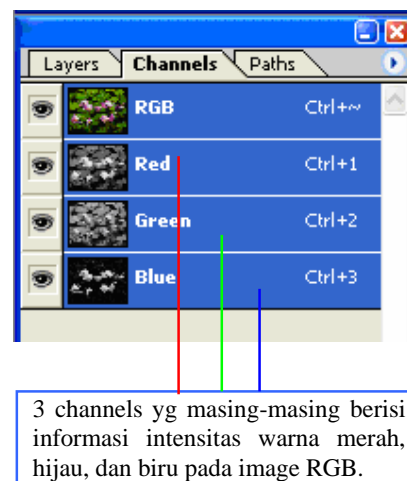 Layers Channels Paths
RGB Ctrl+~
Red Ctrl+1
Green Ctrl+2
Blue Ctrl+3
3 channels yg masing-masing berisi
informasi intensitas warna merah,
hijau, dan biru pada image RGB.